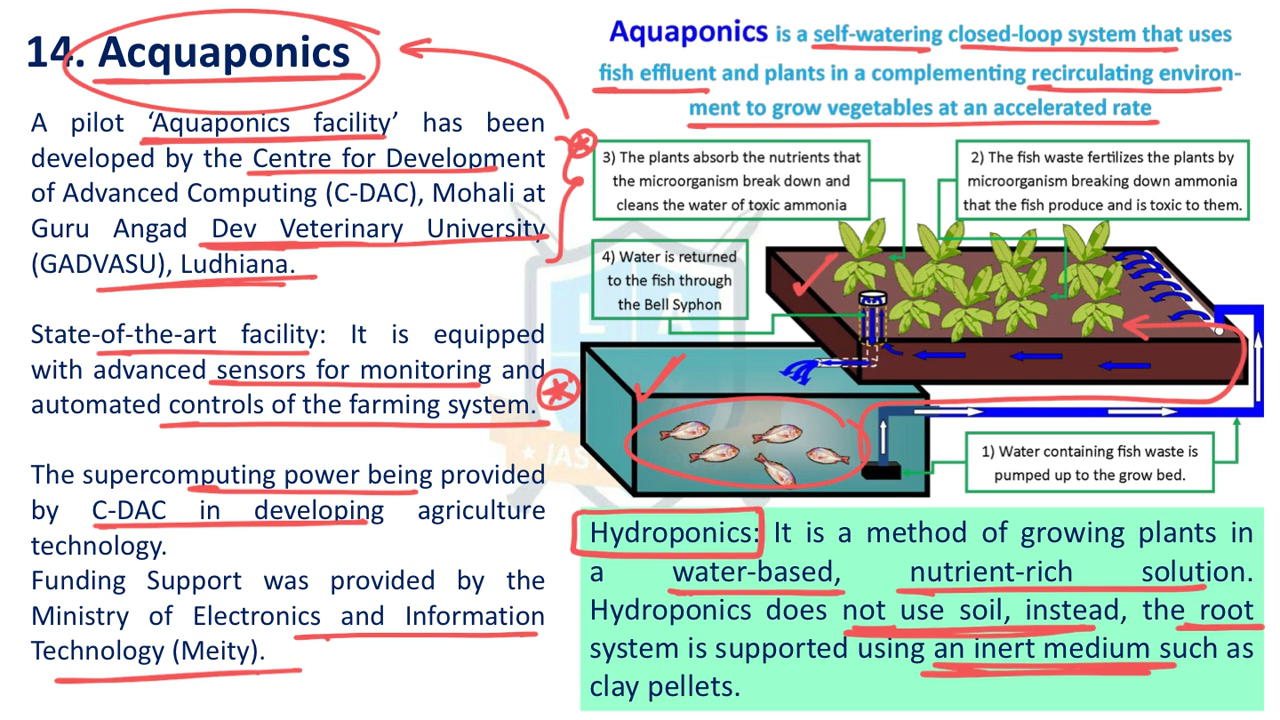 14. Acquaponics
A pilot ‘Aquaponics facility’ has been
developed by the Centre for Development
of Advanced Computing (C-DAC), Mohali at
Guru Angad Dev Veterinary University
(GADVASU), Ludhiana.
State-of-the-art facility: It is equipped
with advanced sensors for monitoring and
automated controls of the farming system.
The supercomputing power being provided
by C-DAC in developing agriculture
technology.
Funding Support was provided by the
Ministry of Electronics and Information
Technology (Meity).
Aquaponics is a self-watering closed-loop system that uses
fish effluent and plants in a complementing recirculating environ-
ment to grow vegetables at an accelerated rate
3) The plants absorb the nutrients that
the microorganism break down and
cleans the water of toxic ammonia
2) The fish waste fertilizes the plants by
microorganism breaking down ammonia
that the fish produce and is toxic to them.
4) Water is returned
to the fish through
the Bell Syphon
1) Water containing fish waste is
pumped up to the grow bed.
Hydroponics: It is a method of growing plants in
a water-based, nutrient-rich solution.
Hydroponics does not use soil, instead, the root
system is supported using an inert medium such as
clay pellets.